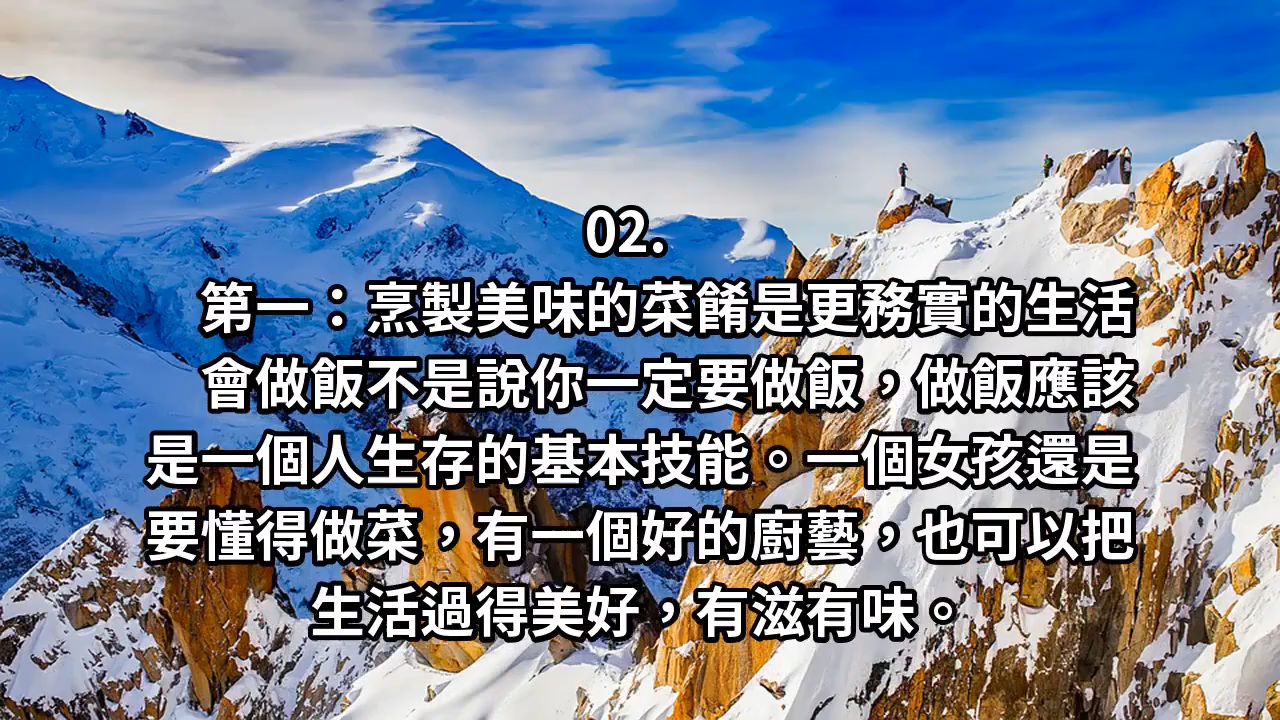 02.
第一：烹製美味的菜餚是更務實的生活
會做飯不是說你一定要做飯，做飯應該
是一個人生存的基本技能。一個女孩還是
要懂得做菜，有一個好的廚藝，也可以把
生活過得美好，有滋有味。